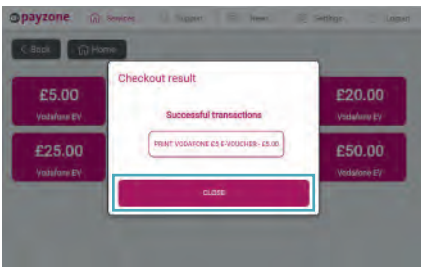 payzone Services Support News Settings Logout
< Back Home
Checkout result
£5.00 £20.00
Vodafone EV Vodafone EV
Successful transactions
PRINT VODAFONE £5 E-VOUCHER - £5.00
£25.00 £50.00
Vodafone EV Vodafone EV
CLOSE